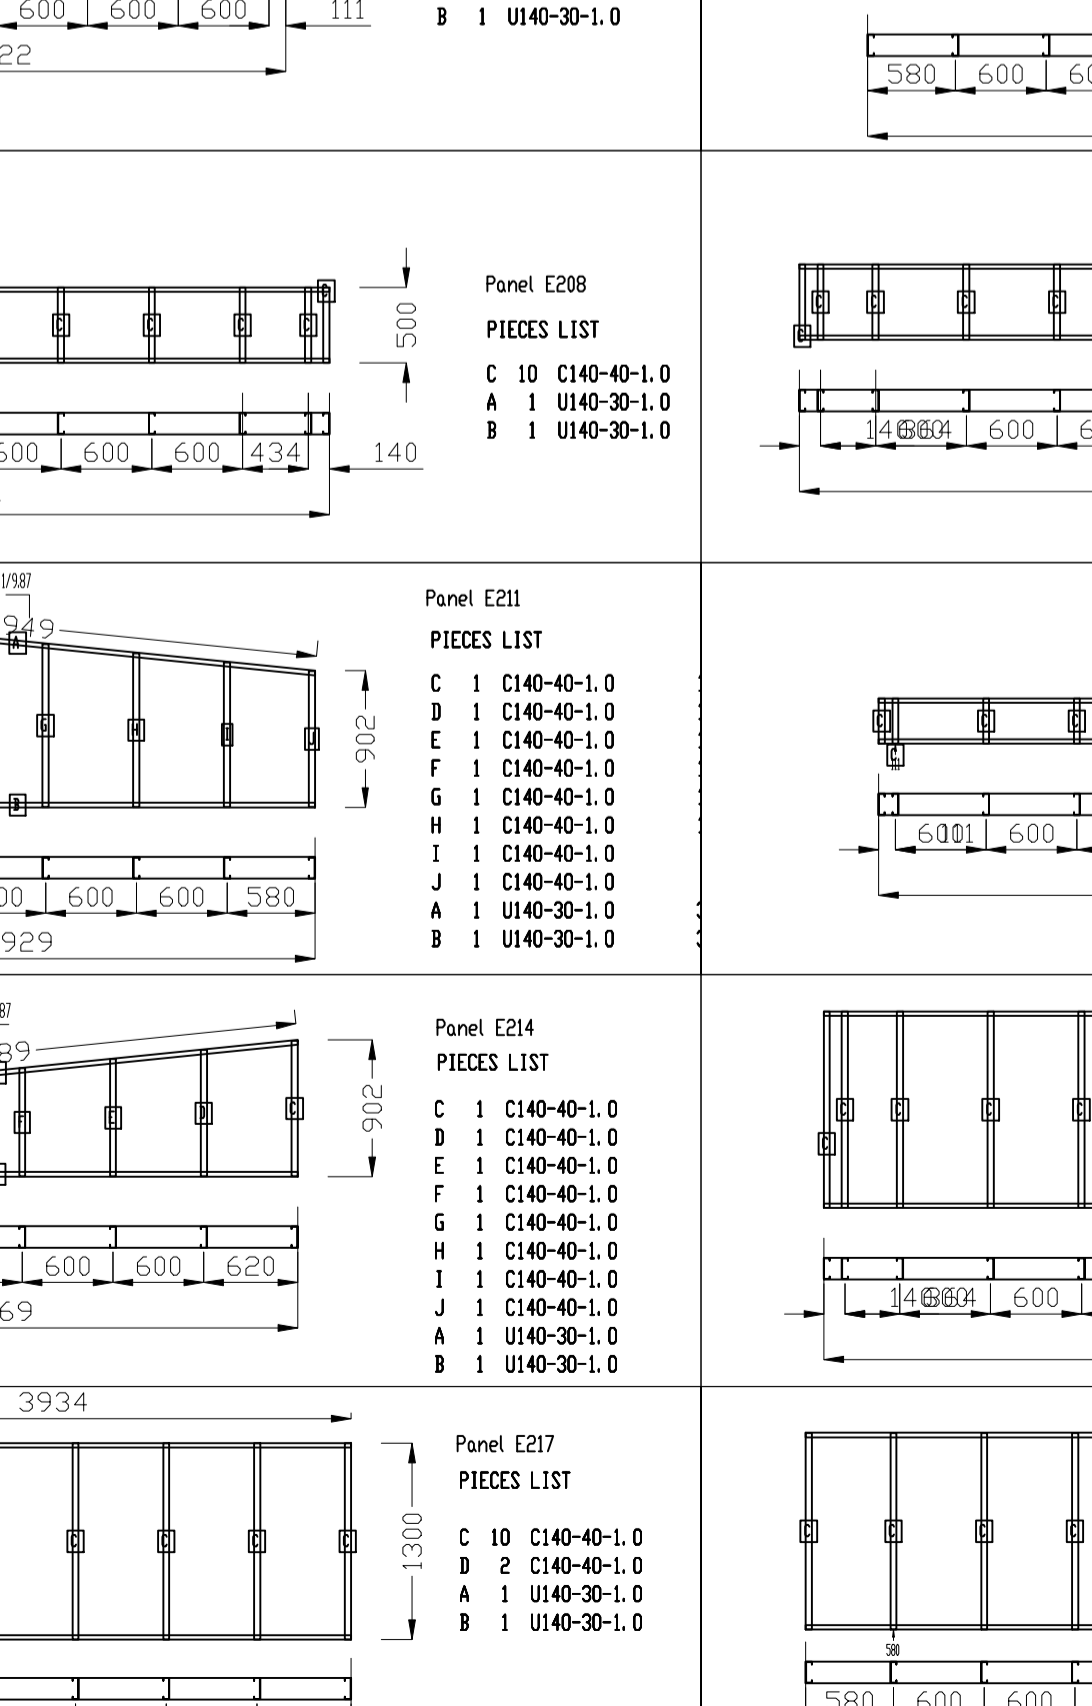 600 600 600 111
B 1 U140-30-1.0
22
580 600
Panel E208
PIECES LIST
C 10 C140-40-1.0
A 1 U140-30-1.0
B 1 U140-30-1.0
C C C C C
500
600 600 600 434 140
C C C C C
600 600
1/9.87
949
A
G H I J
B
902
600 600 580
929
Panel E211
PIECES LIST
C 1 C140-40-1.0
D 1 C140-40-1.0
E 1 C140-40-1.0
F 1 C140-40-1.0
G 1 C140-40-1.0
H 1 C140-40-1.0
I 1 C140-40-1.0
J 1 C140-40-1.0
A 1 U140-30-1.0
B 1 U140-30-1.0
C C C
C
600 111 600
87
89
F E D C
902
600 600 620
69
Panel E214
PIECES LIST
C 1 C140-40-1.0
D 1 C140-40-1.0
E 1 C140-40-1.0
F 1 C140-40-1.0
G 1 C140-40-1.0
H 1 C140-40-1.0
I 1 C140-40-1.0
J 1 C140-40-1.0
A 1 U140-30-1.0
B 1 U140-30-1.0
C C C C
C
600
3934
C C C C
1300
Panel E217
PIECES LIST
C 10 C140-40-1.0
D 2 C140-40-1.0
A 1 U140-30-1.0
B 1 U140-30-1.0
C C C C
580
580 600 600